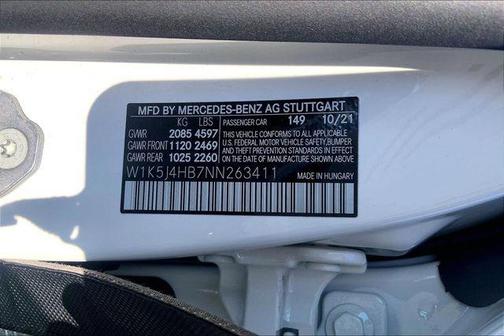 MFD BY MERCEDES-BENZ AG STUTTGART
KG LBS PASSENGER CAR 149 10/21
GVWR 2085 4597 THIS VEHICLE CONFORMS TO ALL APPLICABLE
GAWR FRONT 1120 2469 FEDERAL MOTOR VEHICLE SAFETY, BUMPER,
AND THEFT PREVENTION STANDARDS IN EFFECT
GAWR REAR 1025 2260 ON THE DATE OF MANUFACTURE SHOWN ABOVE.
W1K5J4HB7NN263411 MADE IN HUNGARY